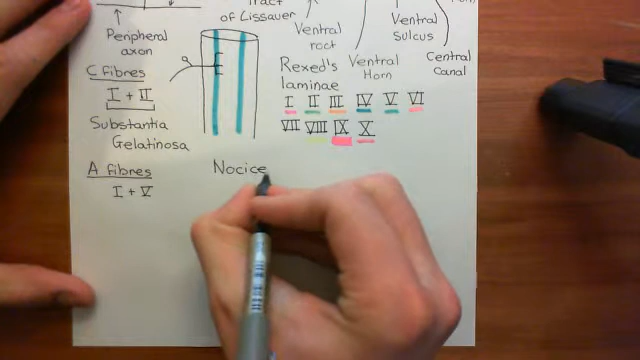 Tract
of Lissauer
Peripheral
axon
Ventral
root
Ventral
Sulcus
Central
Canal
Ventral
Horn
C fibres
I + II
Substantia
Gelatinosa
Rexed's
laminae
I II III IV V VI
VII VIII IX X
A fibres
I + V
Nocice